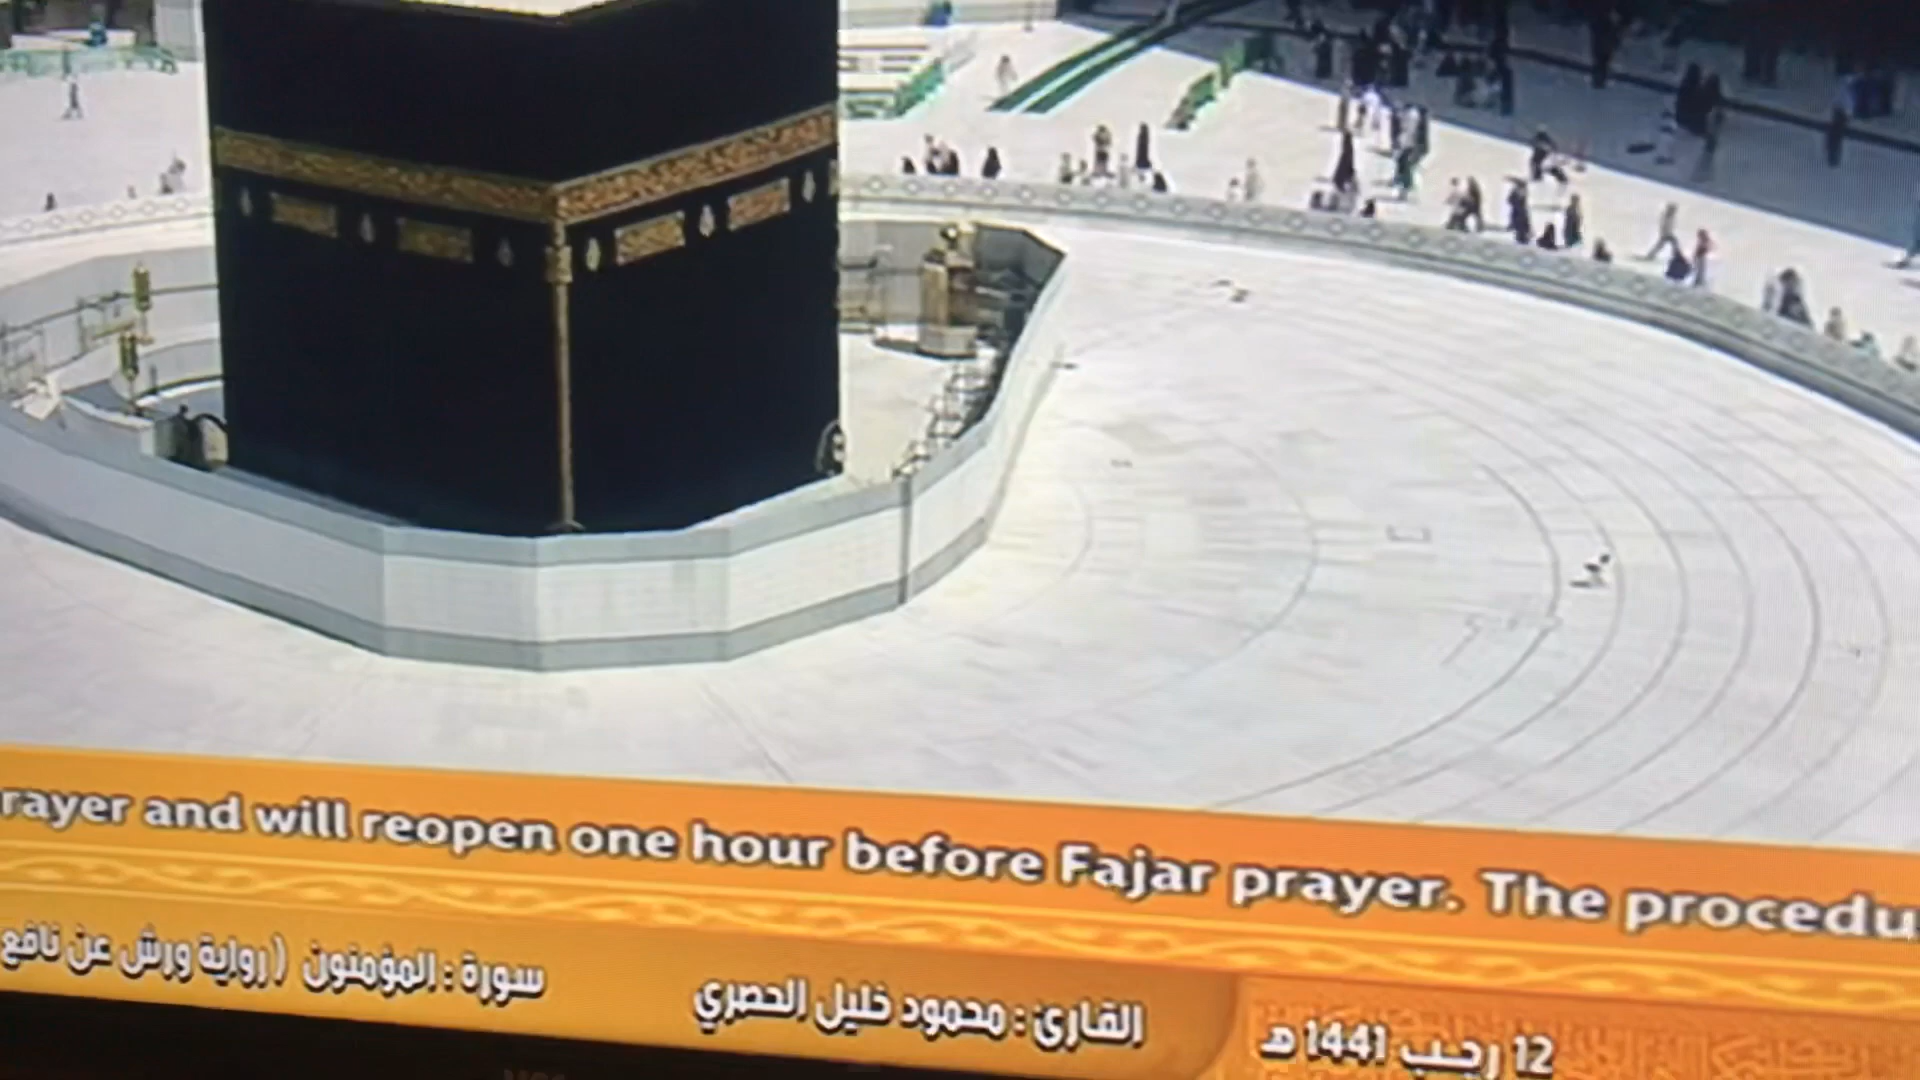 rayer and will reopen one hour before Fajar prayer. The procedu
سورة : المؤمنون ( رواية ورش عن نافع
القارئ : محمود خليل الحصري
12 رجب 1441 هـ